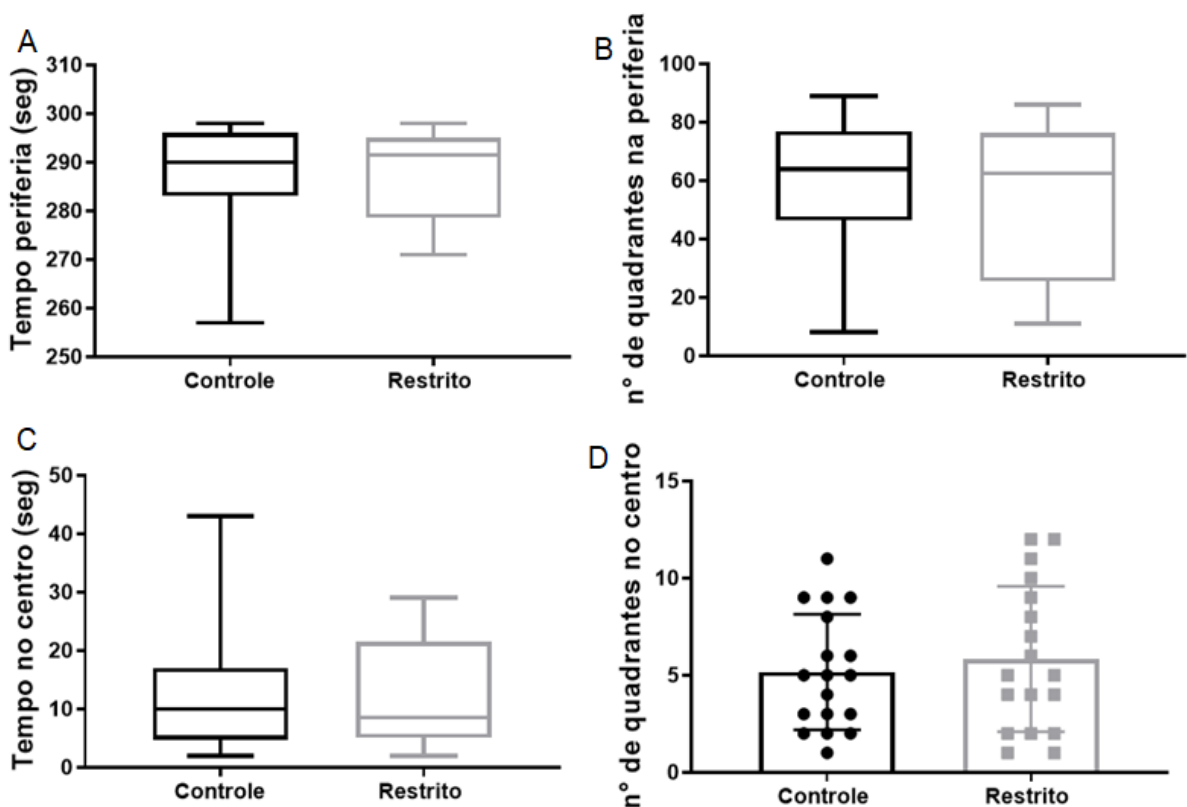 A
Tempo periferia (seg)
310
300
290
280
270
260
250
Controle
Restrito
B
n° de quadrantes na periferia
100
80
60
40
20
0
Controle
Restrito
C
Tempo no centro (seg)
50
40
30
20
10
0
Controle
Restrito
D
n° de quadrantes no centro
15
10
5
0
Controle
Restrito